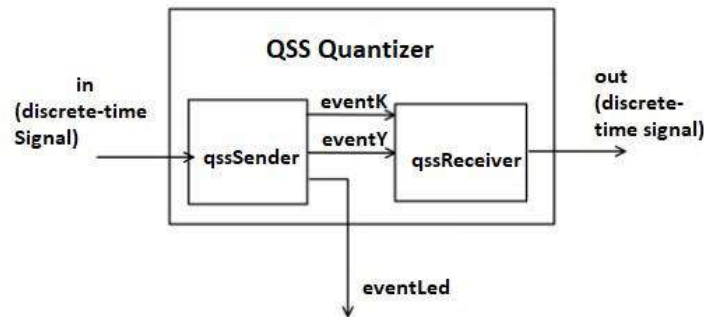 QSS Quantizer
in
(discrete-time
Signal)
eventK
eventY
qssSender
qssReceiver
out
(discrete-
time signal)
eventLed